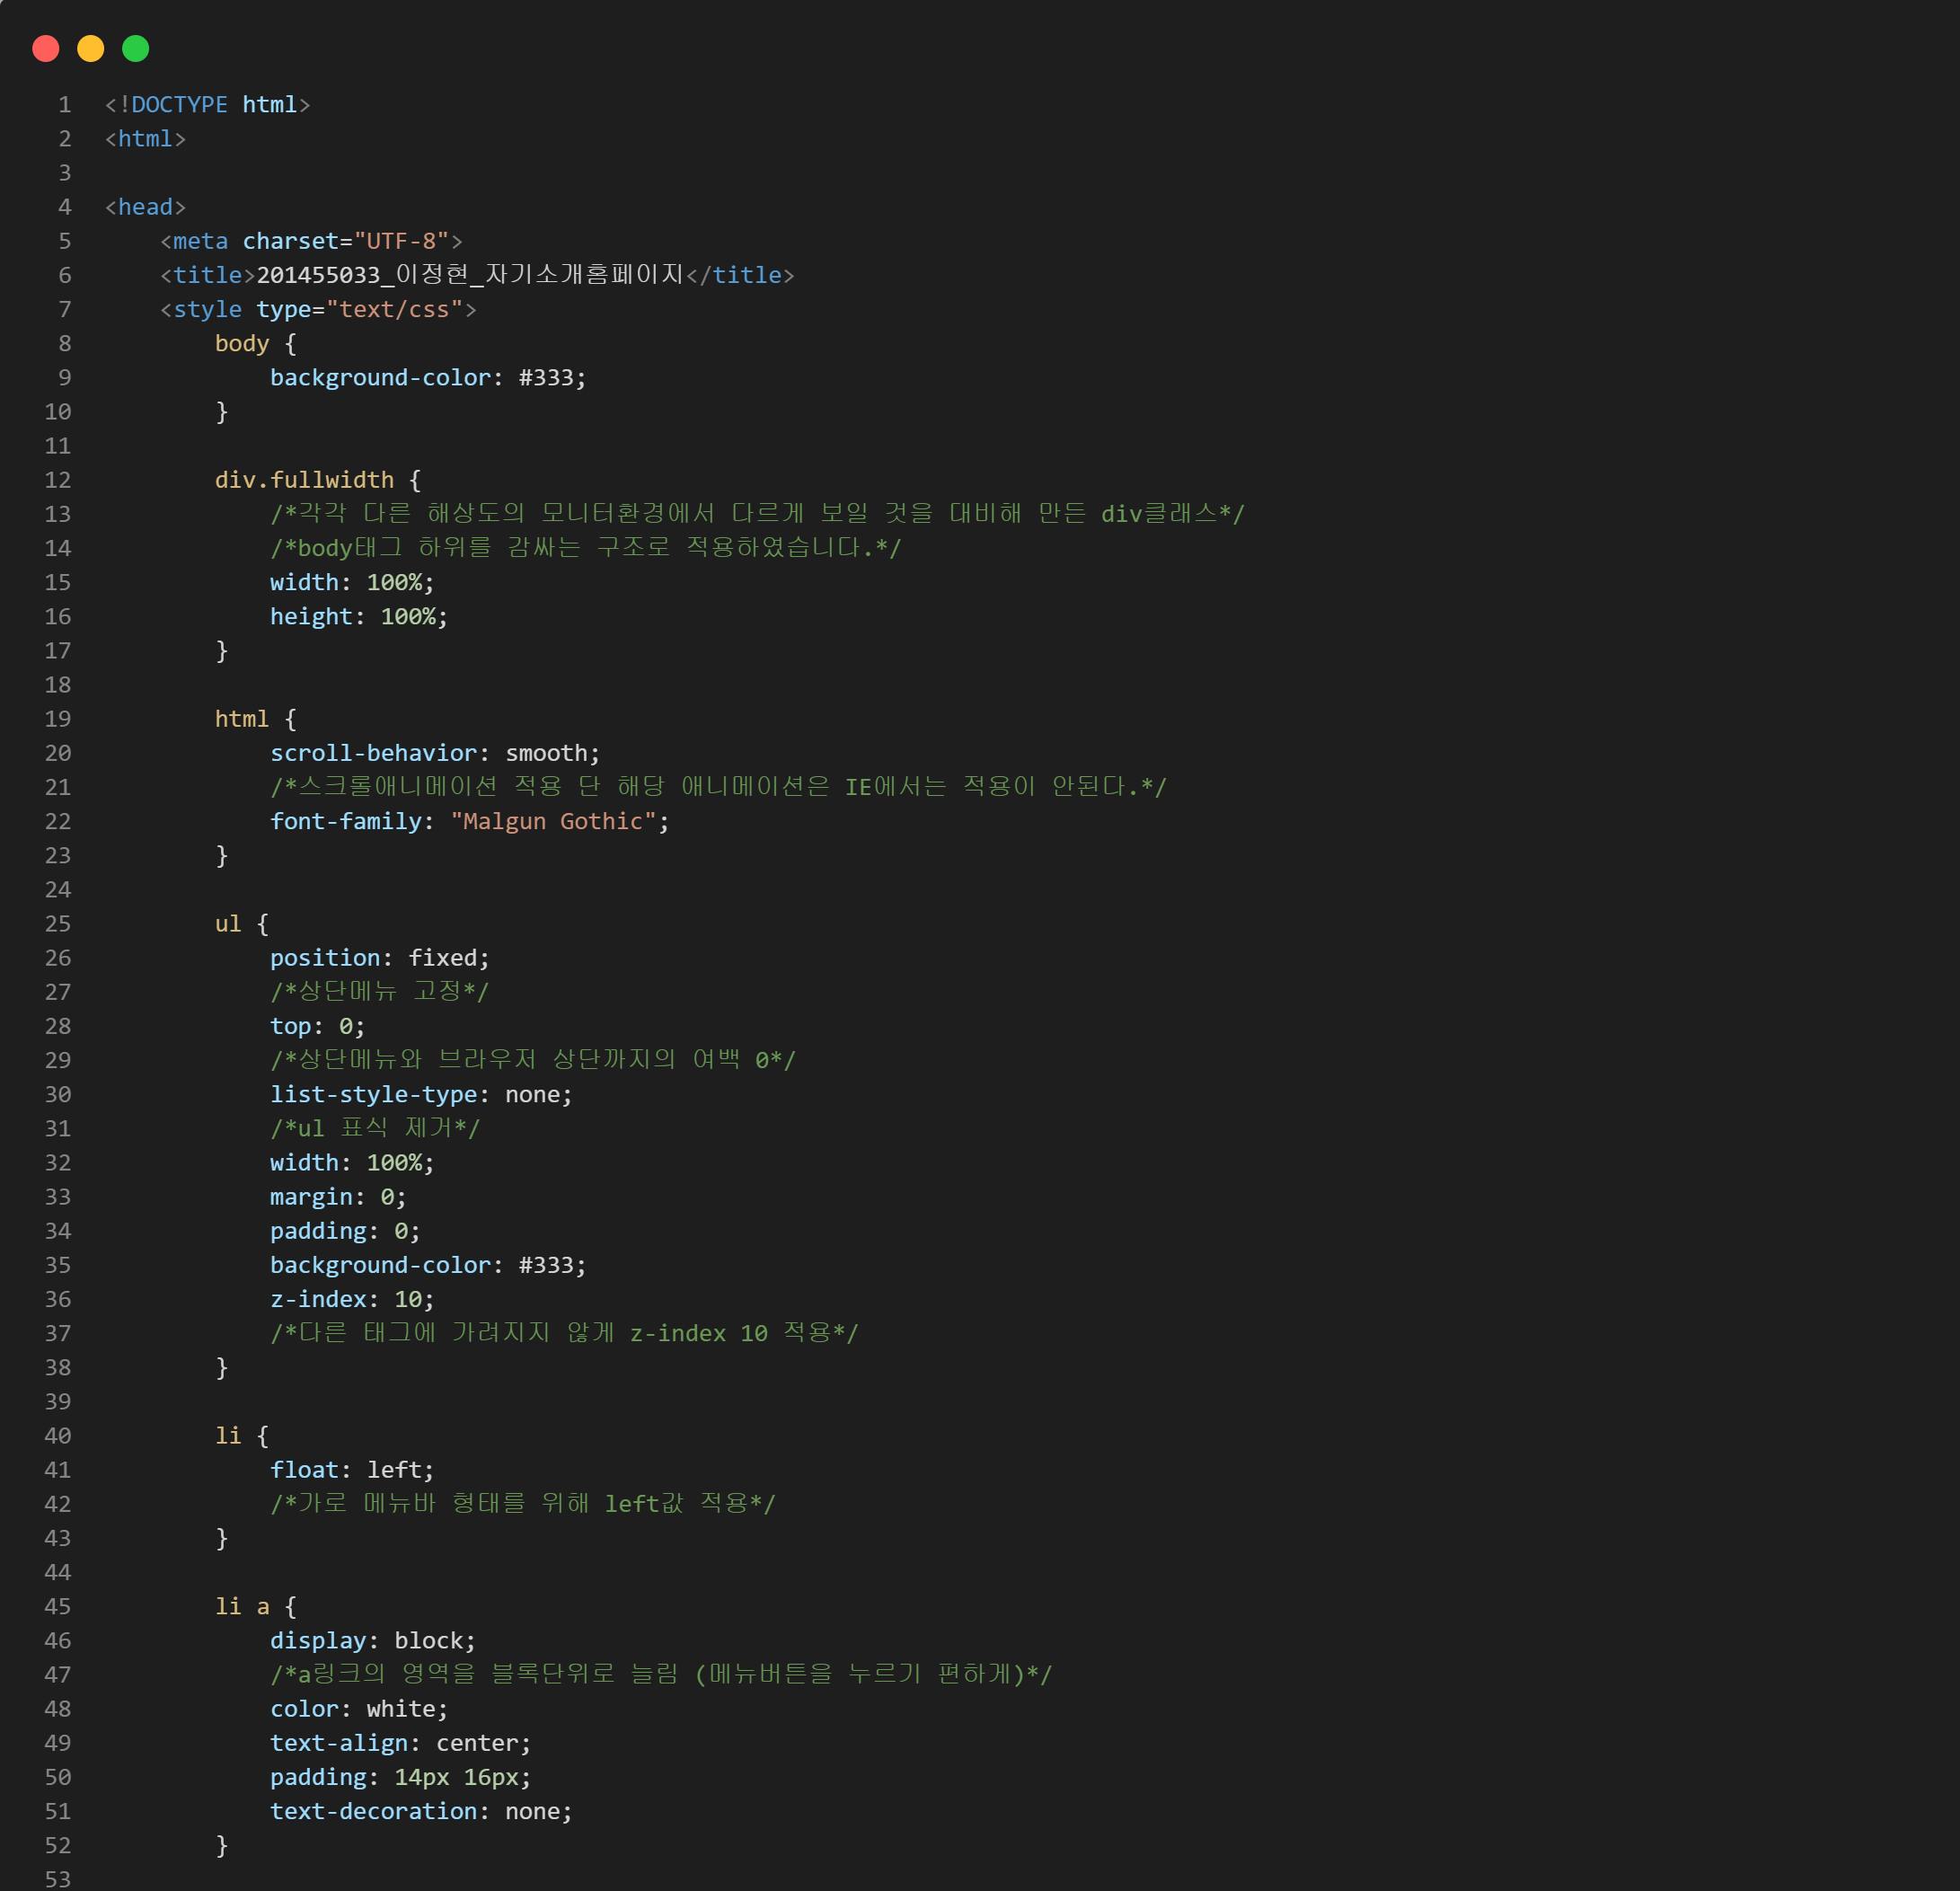 1 <!DOCTYPE html>
2 <html>
3
4 <head>
5     <meta charset="UTF-8">
6     <title>201455033_이정현_자기소개홈페이지</title>
7     <style type="text/css">
8         body {
9             background-color: #333;
10         }
11
12         div.fullwidth {
13             /*각각 다른 해상도의 모니터환경에서 다르게 보일 것을 대비해 만든 div클래스*/
14             /*body태그 하위를 감싸는 구조로 적용하였습니다.*/
15             width: 100%;
16             height: 100%;
17         }
18
19         html {
20             scroll-behavior: smooth;
21             /*스크롤애니메이션 적용 단 해당 애니메이션은 IE에서는 적용이 안된다.*/
22             font-family: "Malgun Gothic";
23         }
24
25         ul {
26             position: fixed;
27             /*상단메뉴 고정*/
28             top: 0;
29             /*상단메뉴와 브라우저 상단까지의 여백 0*/
30             list-style-type: none;
31             /*ul 표식 제거*/
32             width: 100%;
33             margin: 0;
34             padding: 0;
35             background-color: #333;
36             z-index: 10;
37             /*다른 태그에 가려지지 않게 z-index 10 적용*/
38         }
39
40         li {
41             float: left;
42             /*가로 메뉴바 형태를 위해 left값 적용*/
43         }
44
45         li a {
46             display: block;
47             /*a링크의 영역을 블록단위로 늘림 (메뉴버튼을 누르기 편하게)*/
48             color: white;
49             text-align: center;
50             padding: 14px 16px;
51             text-decoration: none;
52         }
53